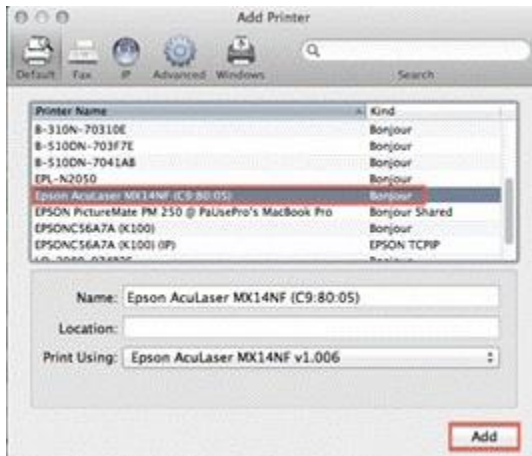 Add Printer
Default Fax IP Advanced Windows Search
Printer Name Kind
B-310N-70310E Bonjour
B-510DN-703F7E Bonjour
B-510DN-7041AB Bonjour
EPL-N2050 Bonjour
Epson AcuLaser MX14NF (C9:80:05) Bonjour
EPSON PictureMate PM 250 @ PaUsePro's MacBook Pro Bonjour Shared
EPSONC56A7A (K100) Bonjour
EPSONC56A7A (K100) (IP) EPSON TCPIP
Name: Epson AcuLaser MX14NF (C9:80:05)
Location:
Print Using: Epson AcuLaser MX14NF v1.006
Add